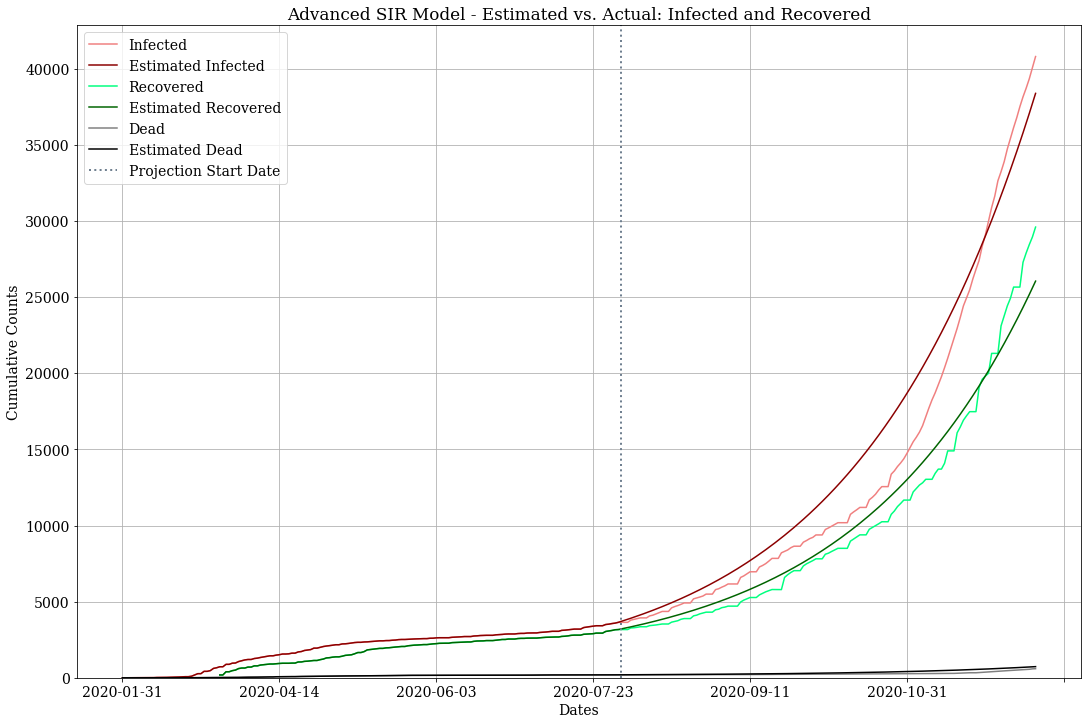 Advanced SIR Model - Estimated vs. Actual: Infected and Recovered
Infected
Estimated Infected
Recovered
Estimated Recovered
Dead
Estimated Dead
Projection Start Date
40000
35000
30000
25000
20000
15000
10000
5000
0
Cumulative Counts
2020-01-31 2020-04-14 2020-06-03 2020-07-23 2020-09-11 2020-10-31
Dates